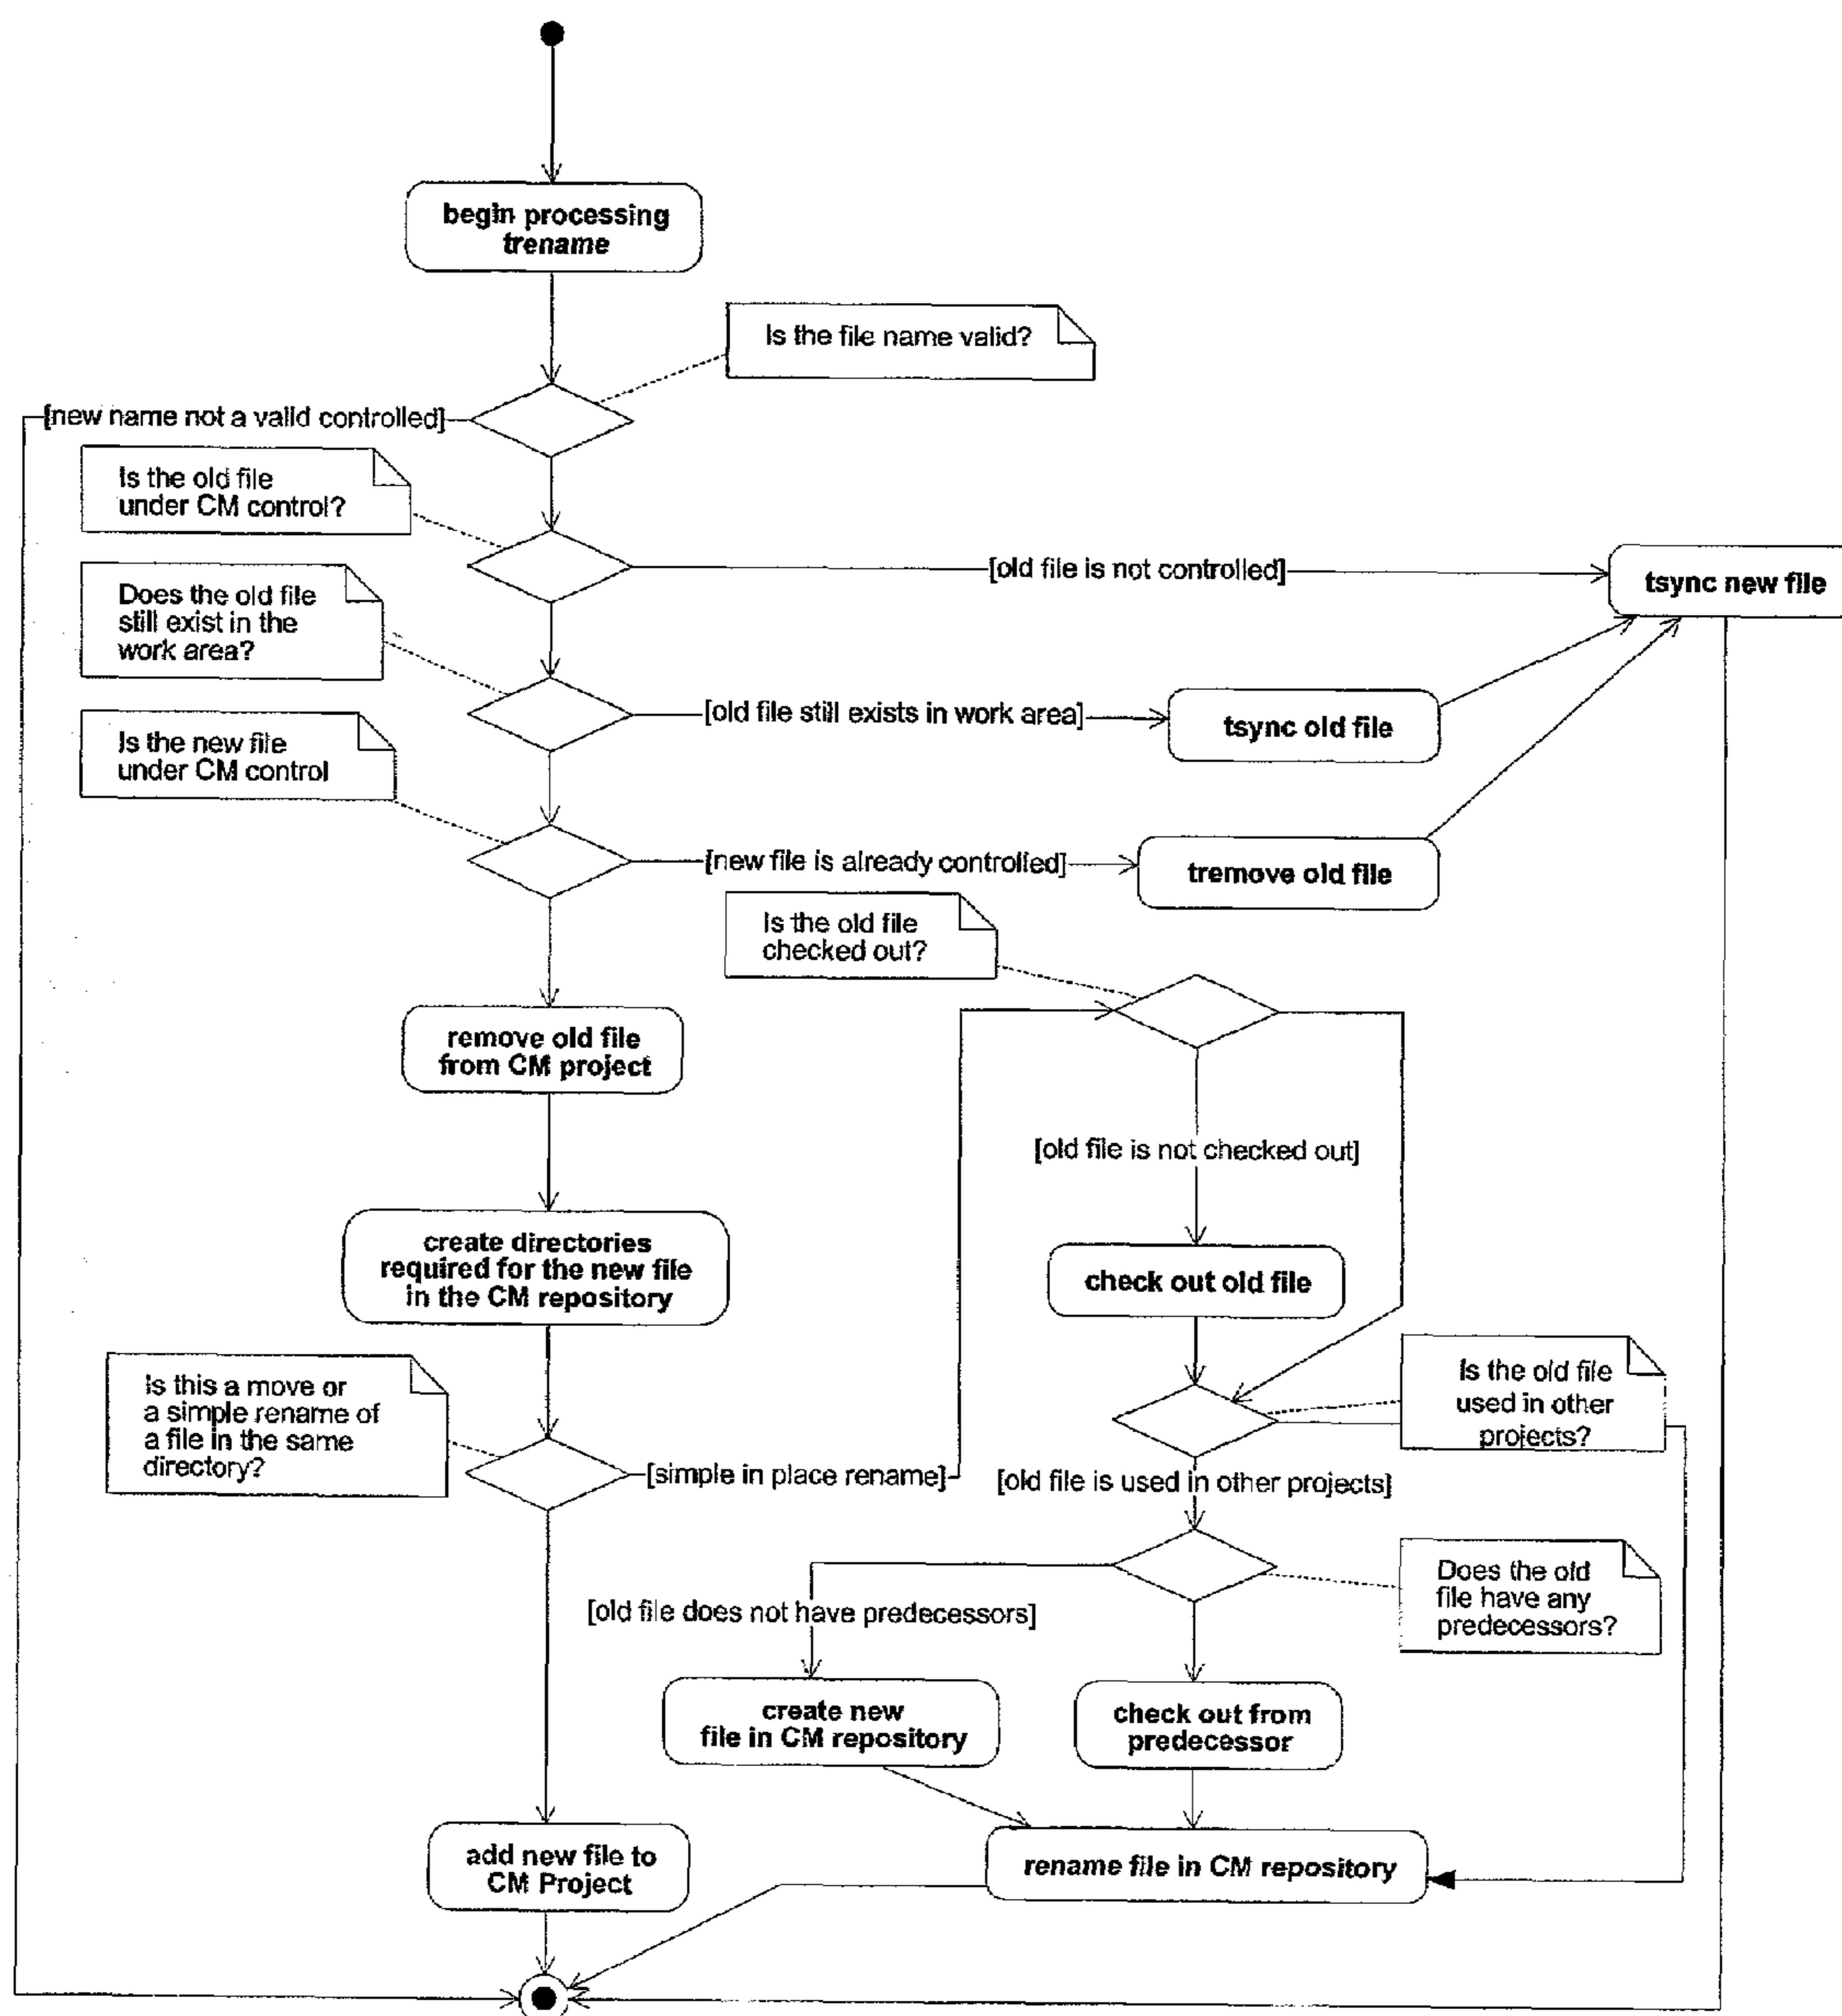 begin processing
trename
Is the file name valid?
[new name not a valid controlled]
Is the old file
under CM control?
[old file is not controlled]
tsync new file
Does the old file
still exist in the
work area?
[old file still exists in work area]
tsync old file
Is the new file
under CM control
[new file is already controlled]
tremove old file
Is the old file
checked out?
remove old file
from CM project
[old file is not checked out]
create directories
required for the new file
in the CM repository
check out old file
Is this a move or
a simple rename of
a file in the same
directory?
[simple in place rename]
Is the old file
used in other
projects?
[old file is used in other projects]
Does the old
file have any
predecessors?
[old file does not have predecessors]
create new
file in CM repository
check out from
predecessor
add new file to
CM Project
rename file in CM repository